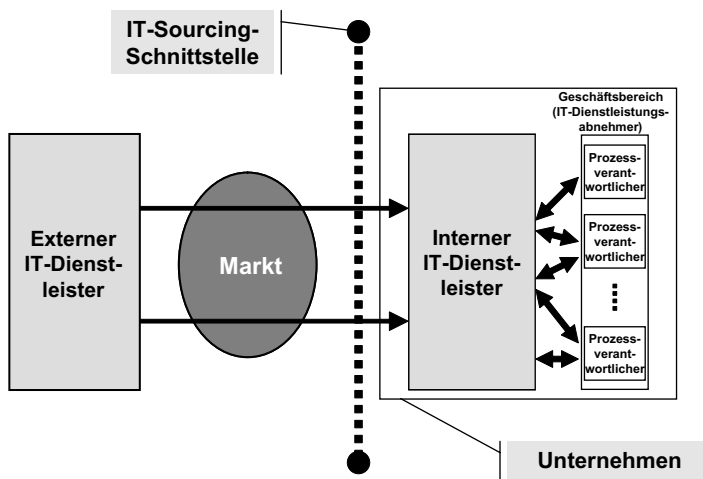 IT-Sourcing-
Schnittstelle
Geschäftsbereich
(IT-Dienstleistungs-
abnehmer)
Prozess-
verant-
wortlicher
Externer
IT-Dienst-
leister
Markt
Interner
IT-Dienst-
leister
Prozess-
verant-
wortlicher
Prozess-
verant-
wortlicher
Unternehmen